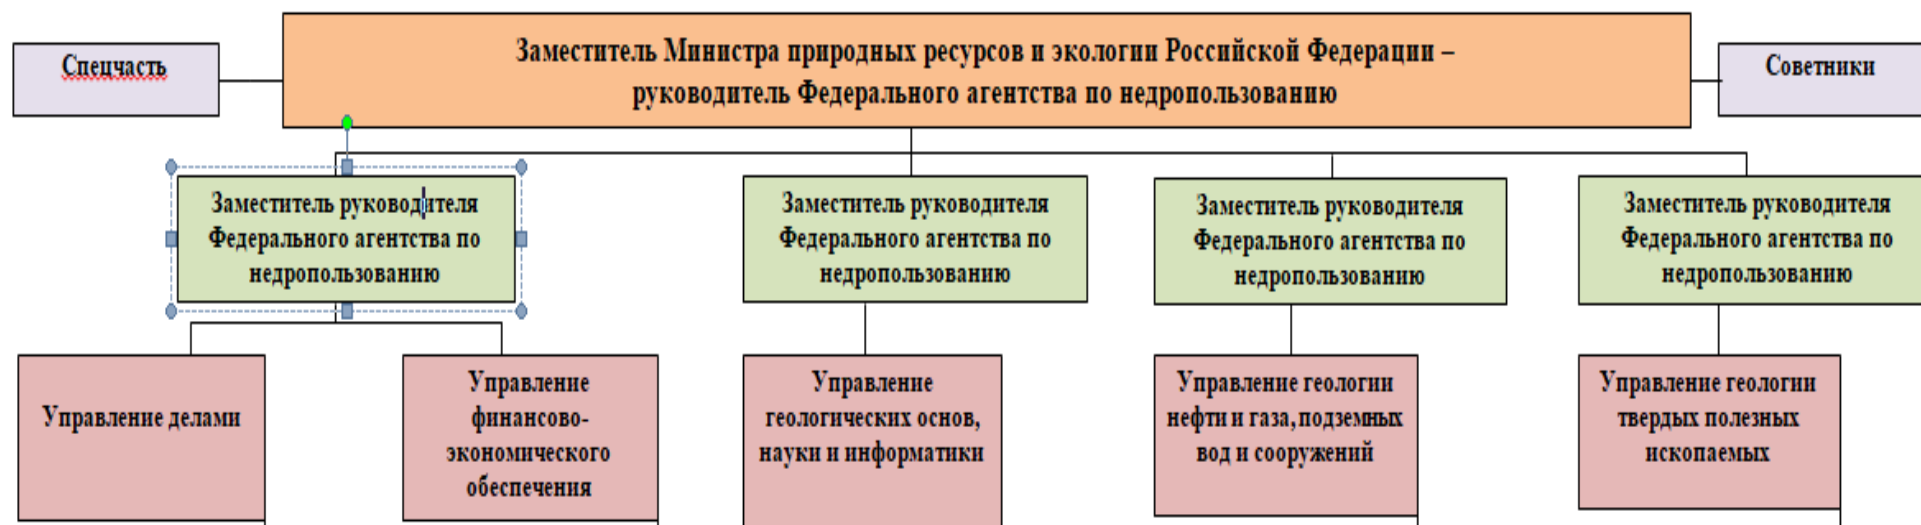 Спецчасть
Заместитель Министра природных ресурсов и экологии Российской Федерации –
руководитель Федерального агентства по недропользованию
Советники
Заместитель руководителя
Федерального агентства по
недропользованию
Заместитель руководителя
Федерального агентства по
недропользованию
Заместитель руководителя
Федерального агентства по
недропользованию
Заместитель руководителя
Федерального агентства по
недропользованию
Управление делами
Управление
финансово-
экономического
обеспечения
Управление
геологических основ,
науки и информатики
Управление геологии
нефти и газа, подземных
вод и сооружений
Управление геологии
твердых полезных
ископаемых